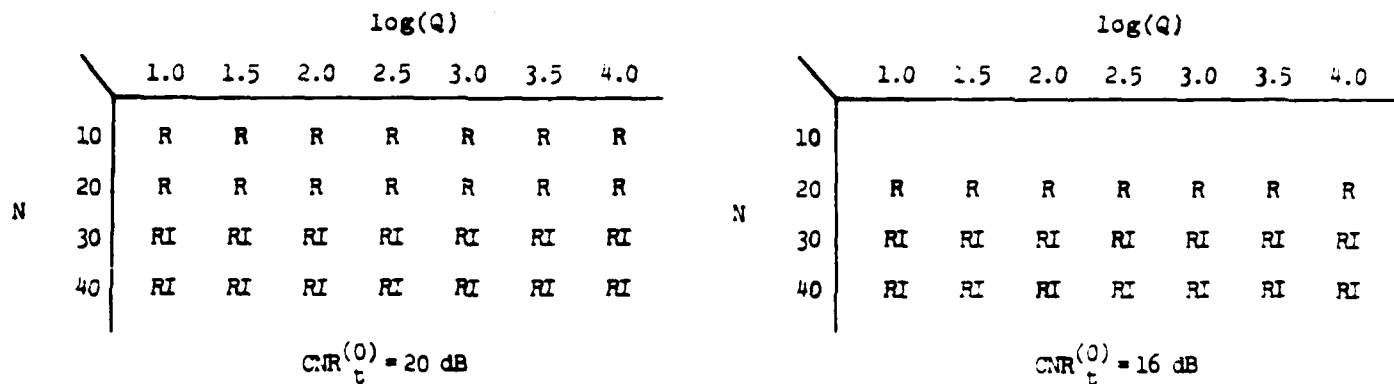 log(Q)
1.0 1.5 2.0 2.5 3.0 3.5 4.0
10 R R R R R R R
20 R R R R R R R
N
30 RI RI RI RI RI RI RI
40 RI RI RI RI RI RI RI
CNR_t^(0) = 20 dB
log(Q)
1.0 1.5 2.0 2.5 3.0 3.5 4.0
10
20 R R R R R R R
N
30 RI RI RI RI RI RI RI
40 RI RI RI RI RI RI RI
CNR_t^(0) = 16 dB